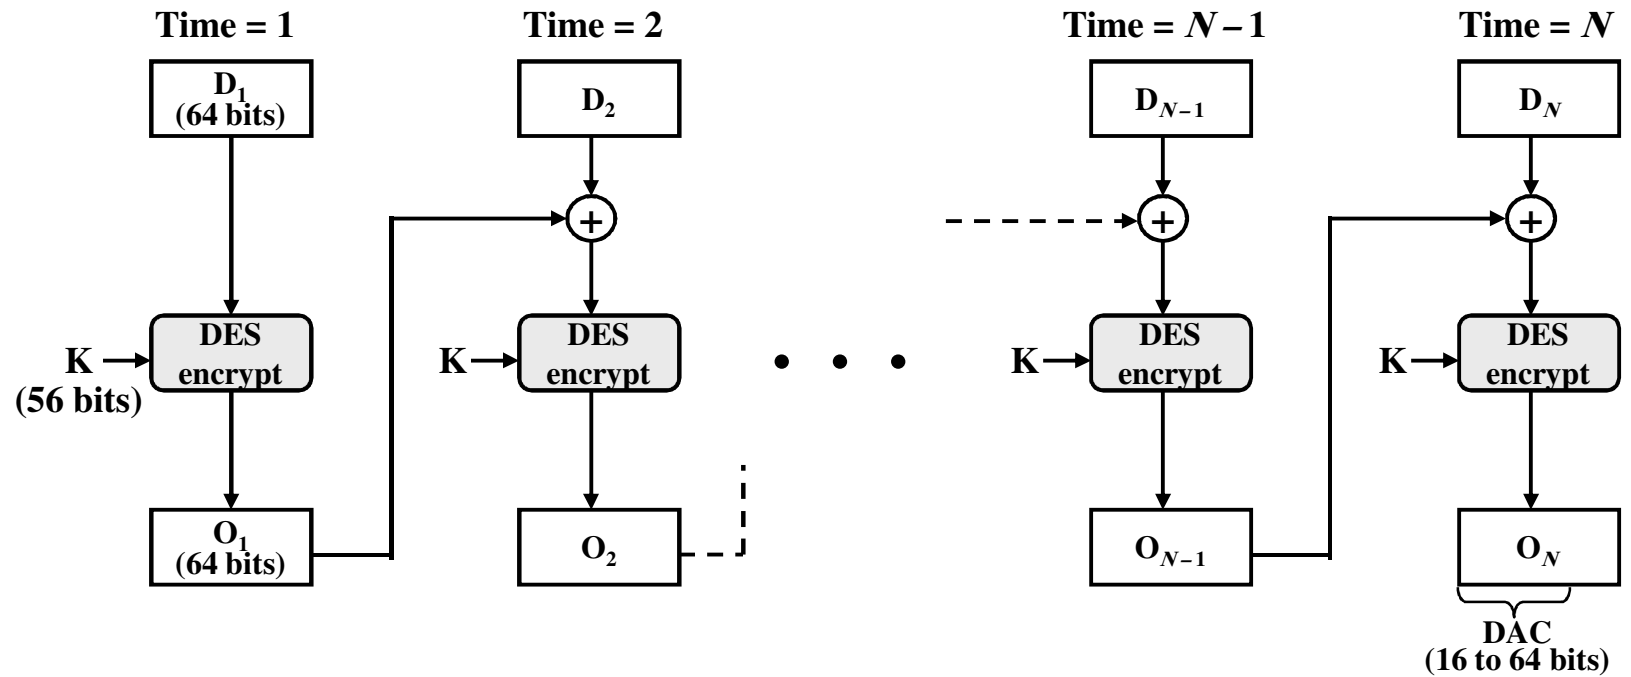 Time = 1
Time = 2
Time = N–1
Time = N
D1
(64 bits)
D2
DN–1
DN
+
+
+
DES
encrypt
DES
encrypt
DES
encrypt
DES
encrypt
K
(56 bits)
K
K
K
• • •
O1
(64 bits)
O2
ON–1
ON
DAC
(16 to 64 bits)